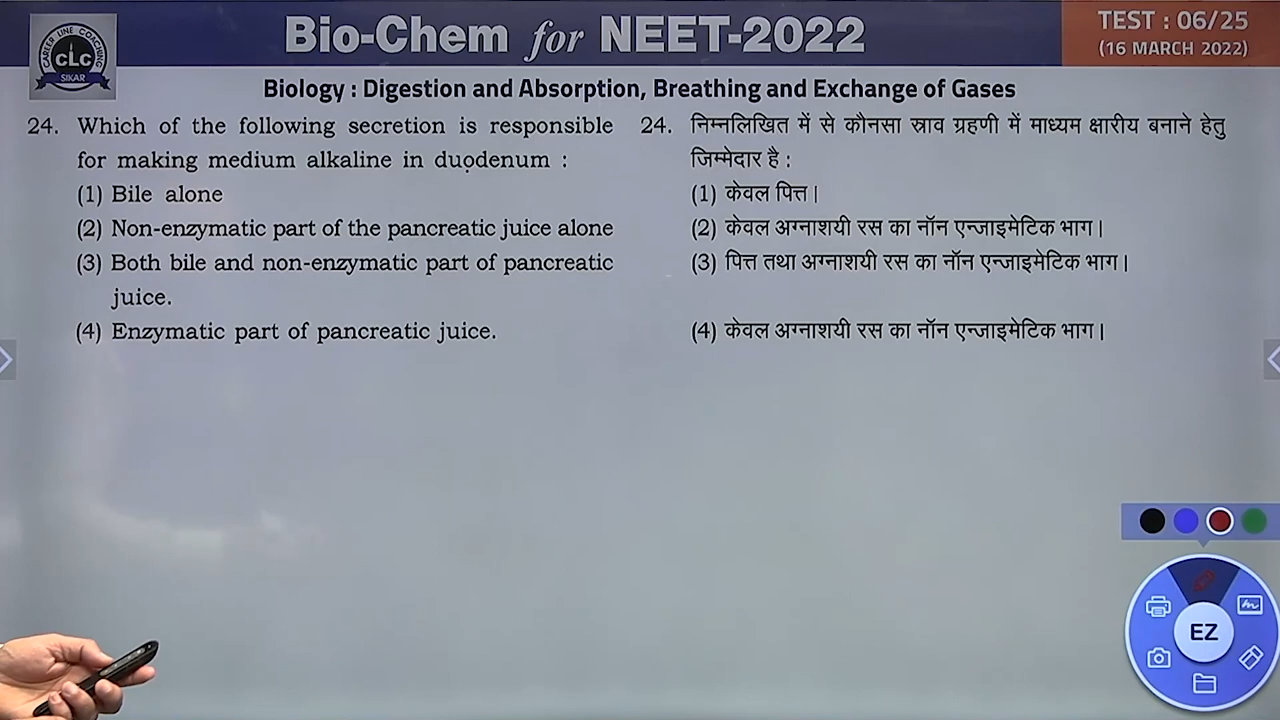 Bio-Chem for NEET-2022
TEST : 06/25
(16 MARCH 2022)
CAREER LINE COACHING
CLC
SIKAR
Biology : Digestion and Absorption, Breathing and Exchange of Gases
24. Which of the following secretion is responsible
for making medium alkaline in duodenum :
(1) Bile alone
(2) Non-enzymatic part of the pancreatic juice alone
(3) Both bile and non-enzymatic part of pancreatic
juice.
(4) Enzymatic part of pancreatic juice.
24. निम्नलिखित में से कौनसा स्राव ग्रहणी में माध्यम क्षारीय बनाने हेतु
जिम्मेदार है :
(1) केवल पित्त।
(2) केवल अग्नाशयी रस का नॉन एन्जाइमेटिक भाग।
(3) पित्त तथा अग्नाशयी रस का नॉन एन्जाइमेटिक भाग।
(4) केवल अग्नाशयी रस का नॉन एन्जाइमेटिक भाग।
EZ